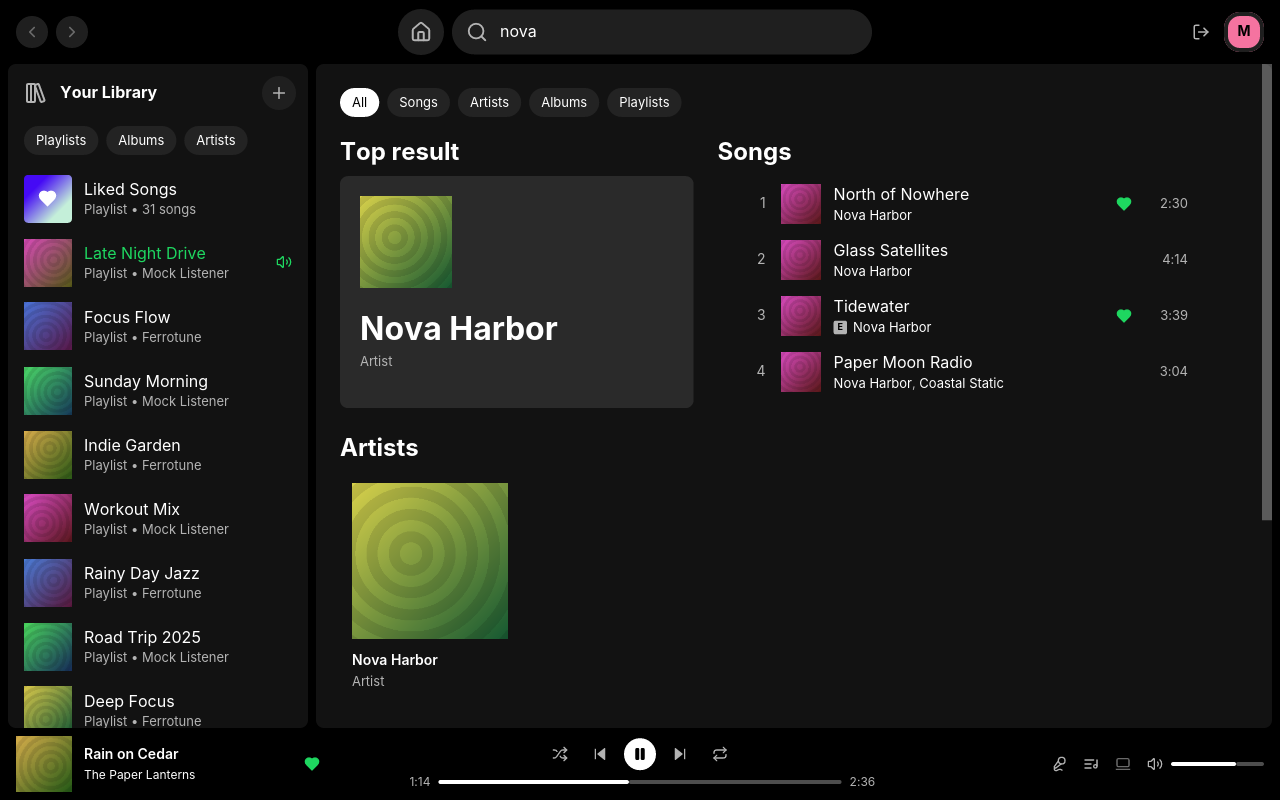 nova
M
Your Library
Playlists
Albums
Artists
Liked Songs
Playlist • 31 songs
Late Night Drive
Playlist • Mock Listener
Focus Flow
Playlist • Ferrotune
Sunday Morning
Playlist • Mock Listener
Indie Garden
Playlist • Ferrotune
Workout Mix
Playlist • Mock Listener
Rainy Day Jazz
Playlist • Ferrotune
Road Trip 2025
Playlist • Mock Listener
Deep Focus
Playlist • Ferrotune
All
Songs
Artists
Albums
Playlists
Top result
Nova Harbor
Artist
Songs
1 North of Nowhere 2:30
Nova Harbor
2 Glass Satellites 4:14
Nova Harbor
3 Tidewater 3:39
E Nova Harbor
4 Paper Moon Radio 3:04
Nova Harbor, Coastal Static
Artists
Nova Harbor
Artist
Rain on Cedar
The Paper Lanterns
1:14
2:36